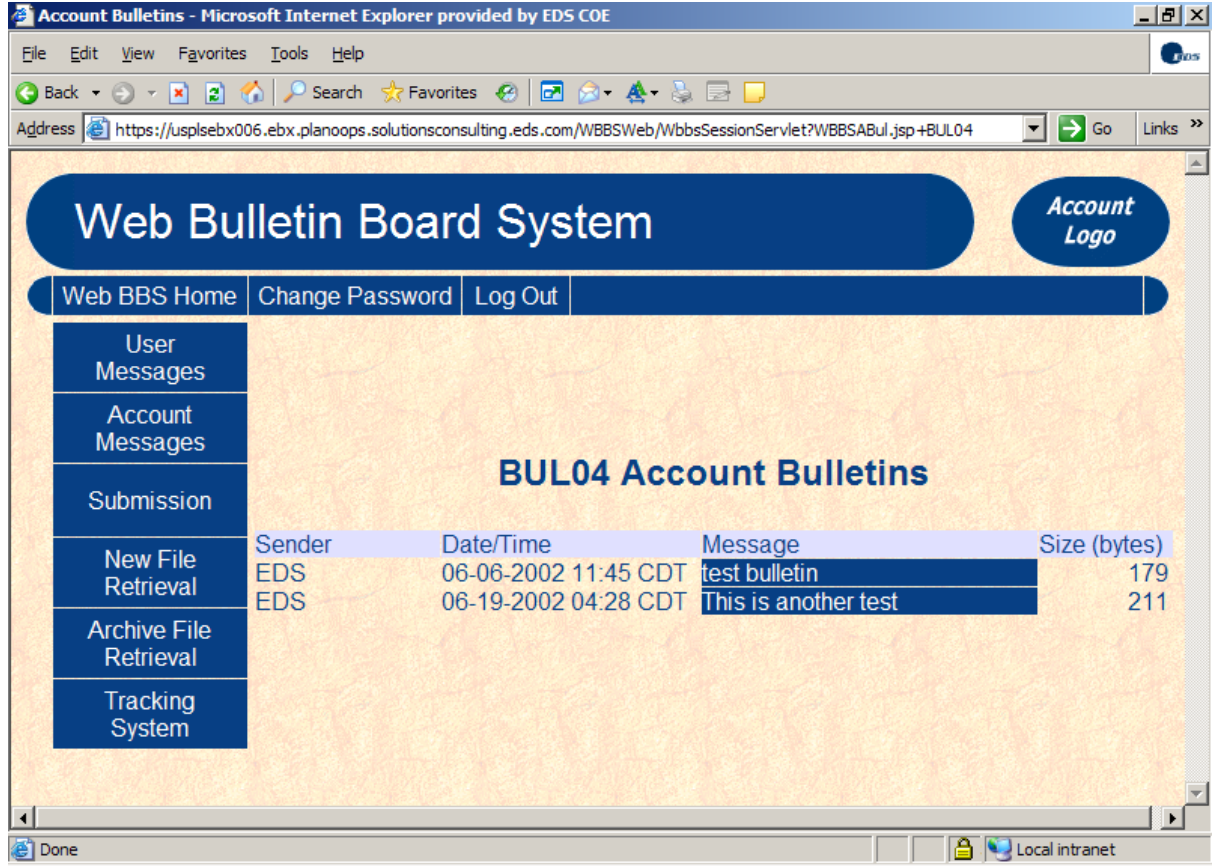 Account Bulletins - Microsoft Internet Explorer provided by EDS COE
File Edit View Favorites Tools Help
EDS
Back Search Favorites
Address https://usplsebx006.ebx.planoops.solutionsconsulting.eds.com/WBBSWeb/WbbsSessionServlet?WBBSABul.jsp+BUL04 Go Links »
Web Bulletin Board System
Account
Logo
Web BBS Home Change Password Log Out
User
Messages
Account
Messages
Submission
New File
Retrieval
Archive File
Retrieval
Tracking
System
BUL04 Account Bulletins
Sender Date/Time Message Size (bytes)
EDS 06-06-2002 11:45 CDT test bulletin 179
EDS 06-19-2002 04:28 CDT This is another test 211
Done Local intranet